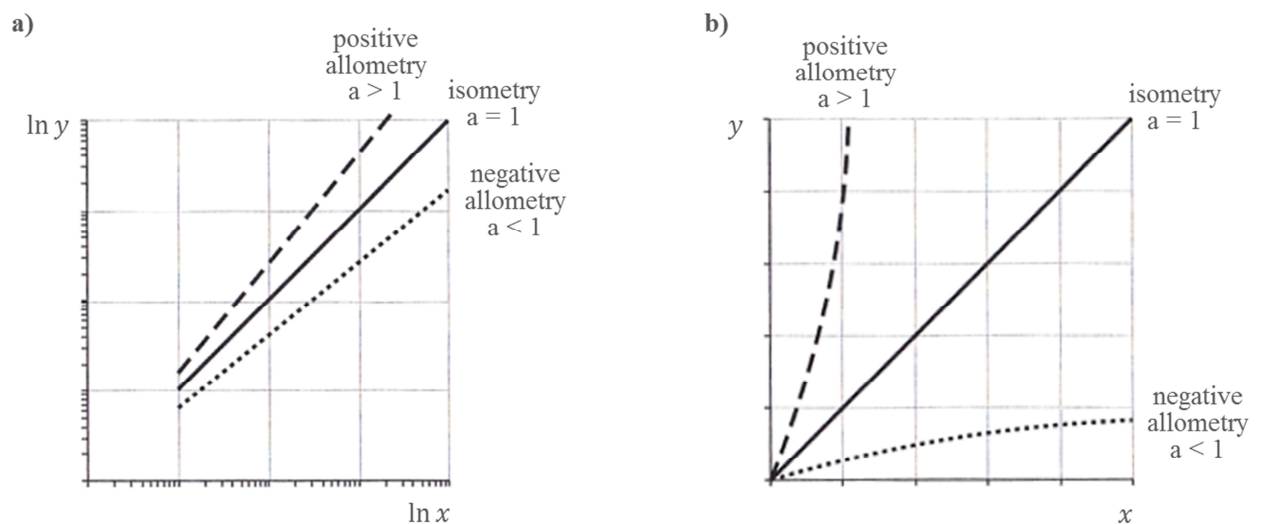 a)
positive
allometry
a > 1
isometry
a = 1
ln y
negative
allometry
a < 1
ln x
b)
positive
allometry
a > 1
isometry
a = 1
y
negative
allometry
a < 1
x